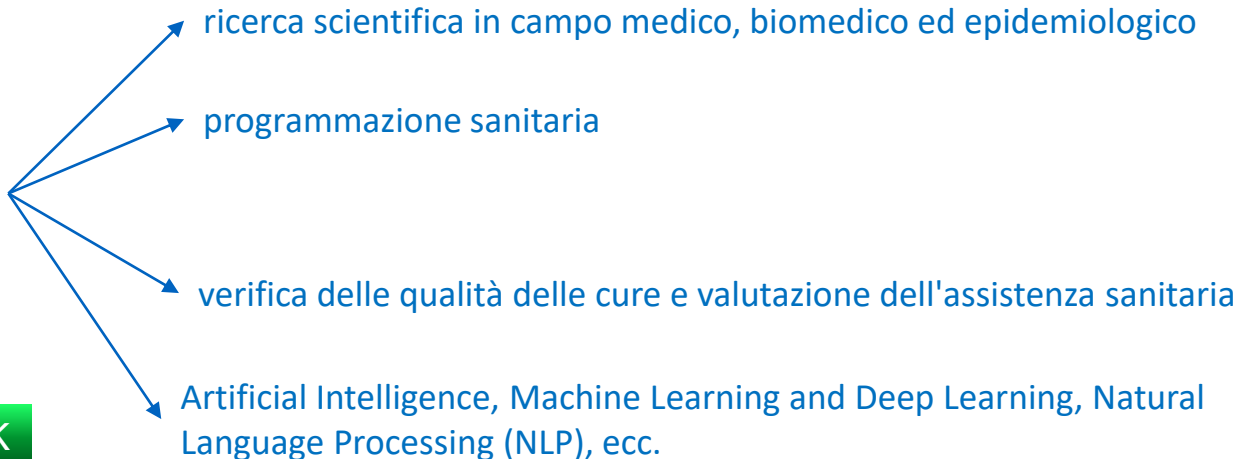 ricerca scientifica in campo medico, biomedico ed epidemiologico
programmazione sanitaria
verifica delle qualità delle cure e valutazione dell'assistenza sanitaria
Artificial Intelligence, Machine Learning and Deep Learning, Natural
Language Processing (NLP), ecc.
K